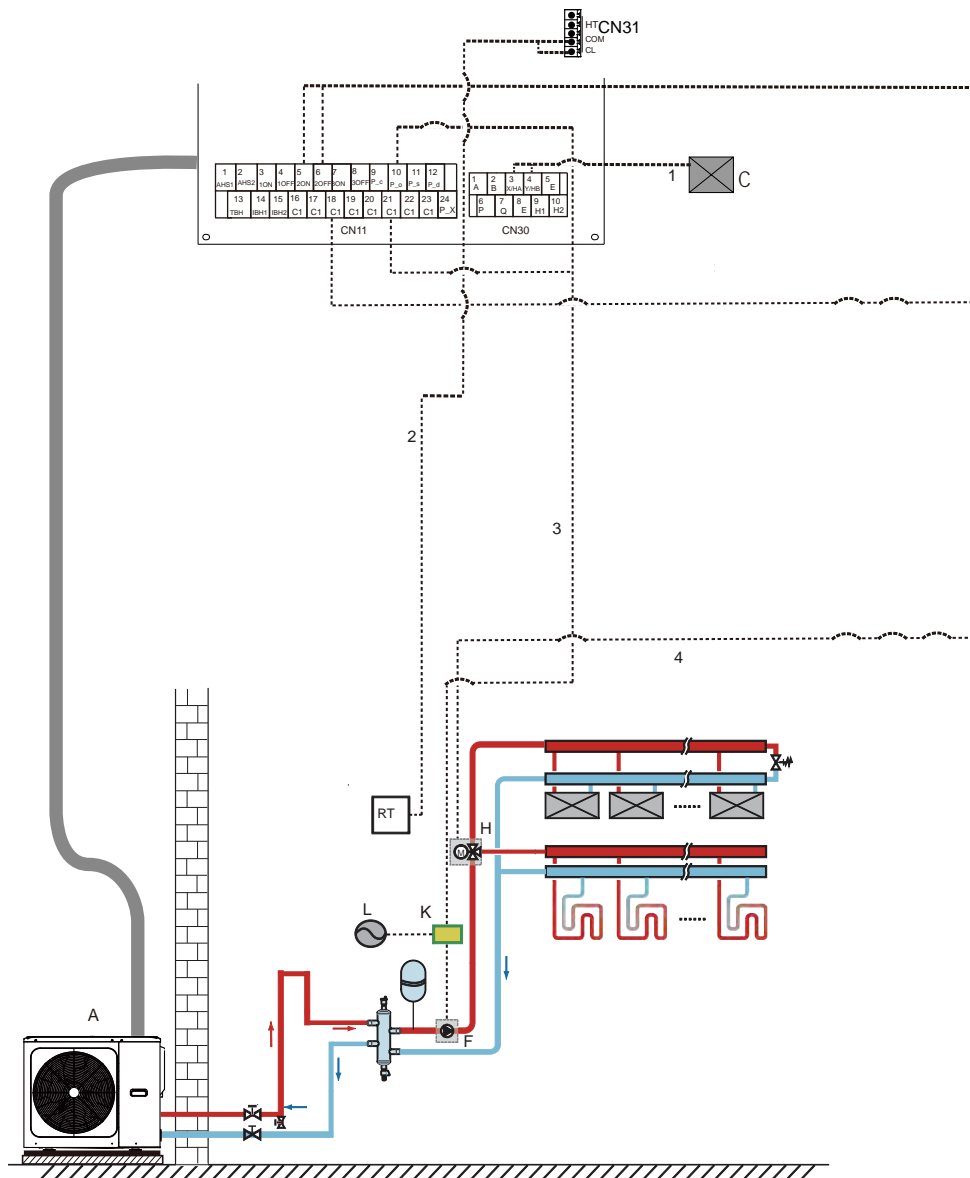 HT CN31
COM
CL
1 2 3 4 5 6 7 8 9 10 11 12
AHS1 AHS2 1ON 1OFF 2ON 2OFF 3ON 3OFF P_c P_o P_s P_d
13 14 15 16 17 18 19 20 21 22 23 24
TBH IBH1 IBH2 C1 C1 C1 C1 C1 C1 C1 C1 P_X
CN11
1 2 3 4 5
A B X/HA Y/HB E
6 7 8 9 10
P Q E H1 H2
CN30
1 C
2
3
4
RT
H
M
L K
F
A